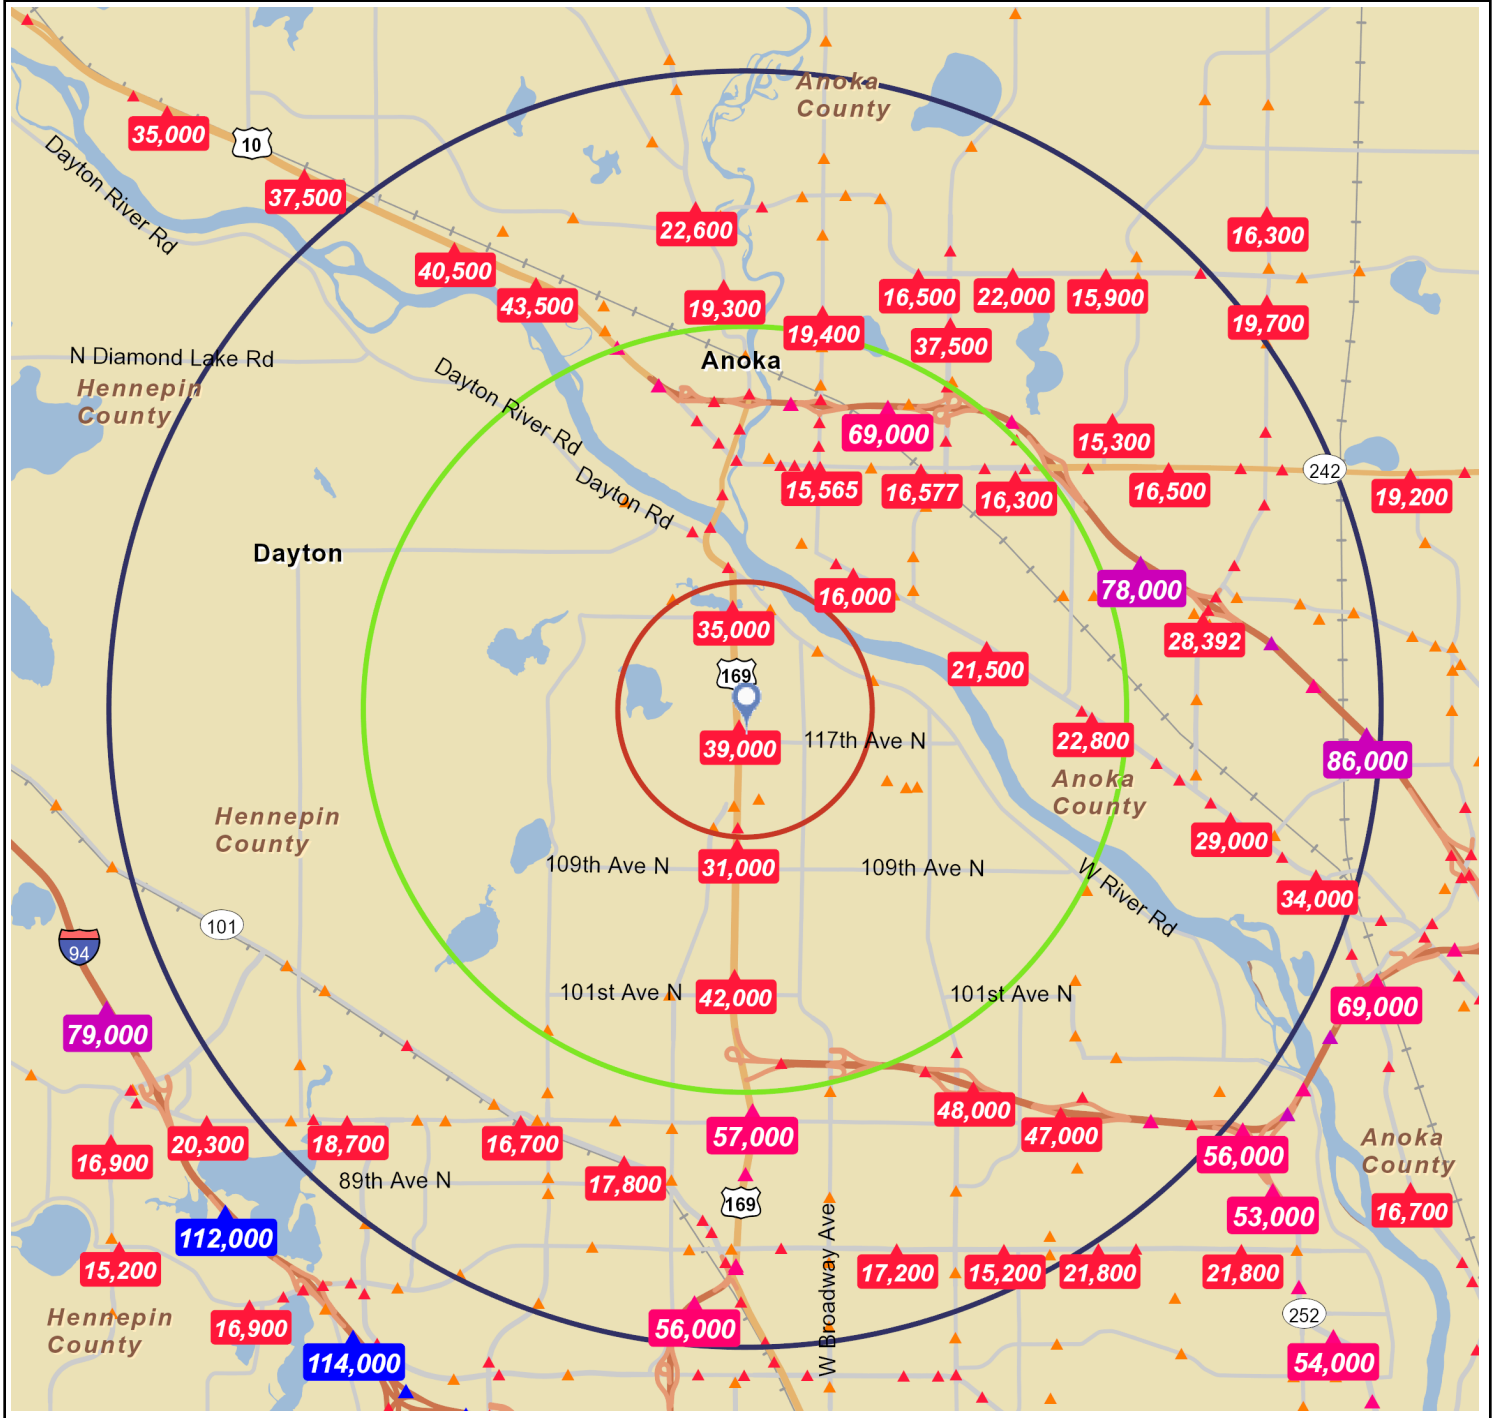 Anoka
County
35,000
10
Dayton River Rd
37,500
22,600
16,300
40,500
43,500
19,300
16,500
22,000
15,900
19,400
37,500
19,700
N Diamond Lake Rd
Hennepin
County
Anoka
Dayton River Rd
69,000
15,300
242
15,565
16,577
16,300
16,500
19,200
Dayton Rd
Dayton
16,000
78,000
35,000
28,392
21,500
169
39,000
117th Ave N
22,800
86,000
Anoka
County
Hennepin
County
29,000
31,000
109th Ave N
109th Ave N
W River Rd
34,000
101
94
101st Ave N
42,000
101st Ave N
69,000
79,000
48,000
57,000
47,000
20,300
18,700
16,700
56,000
Anoka
County
16,900
89th Ave N
17,800
169
53,000
16,700
112,000
W Broadway Ave
15,200
17,200
15,200
21,800
21,800
Hennepin
County
16,900
56,000
252
114,000
54,000